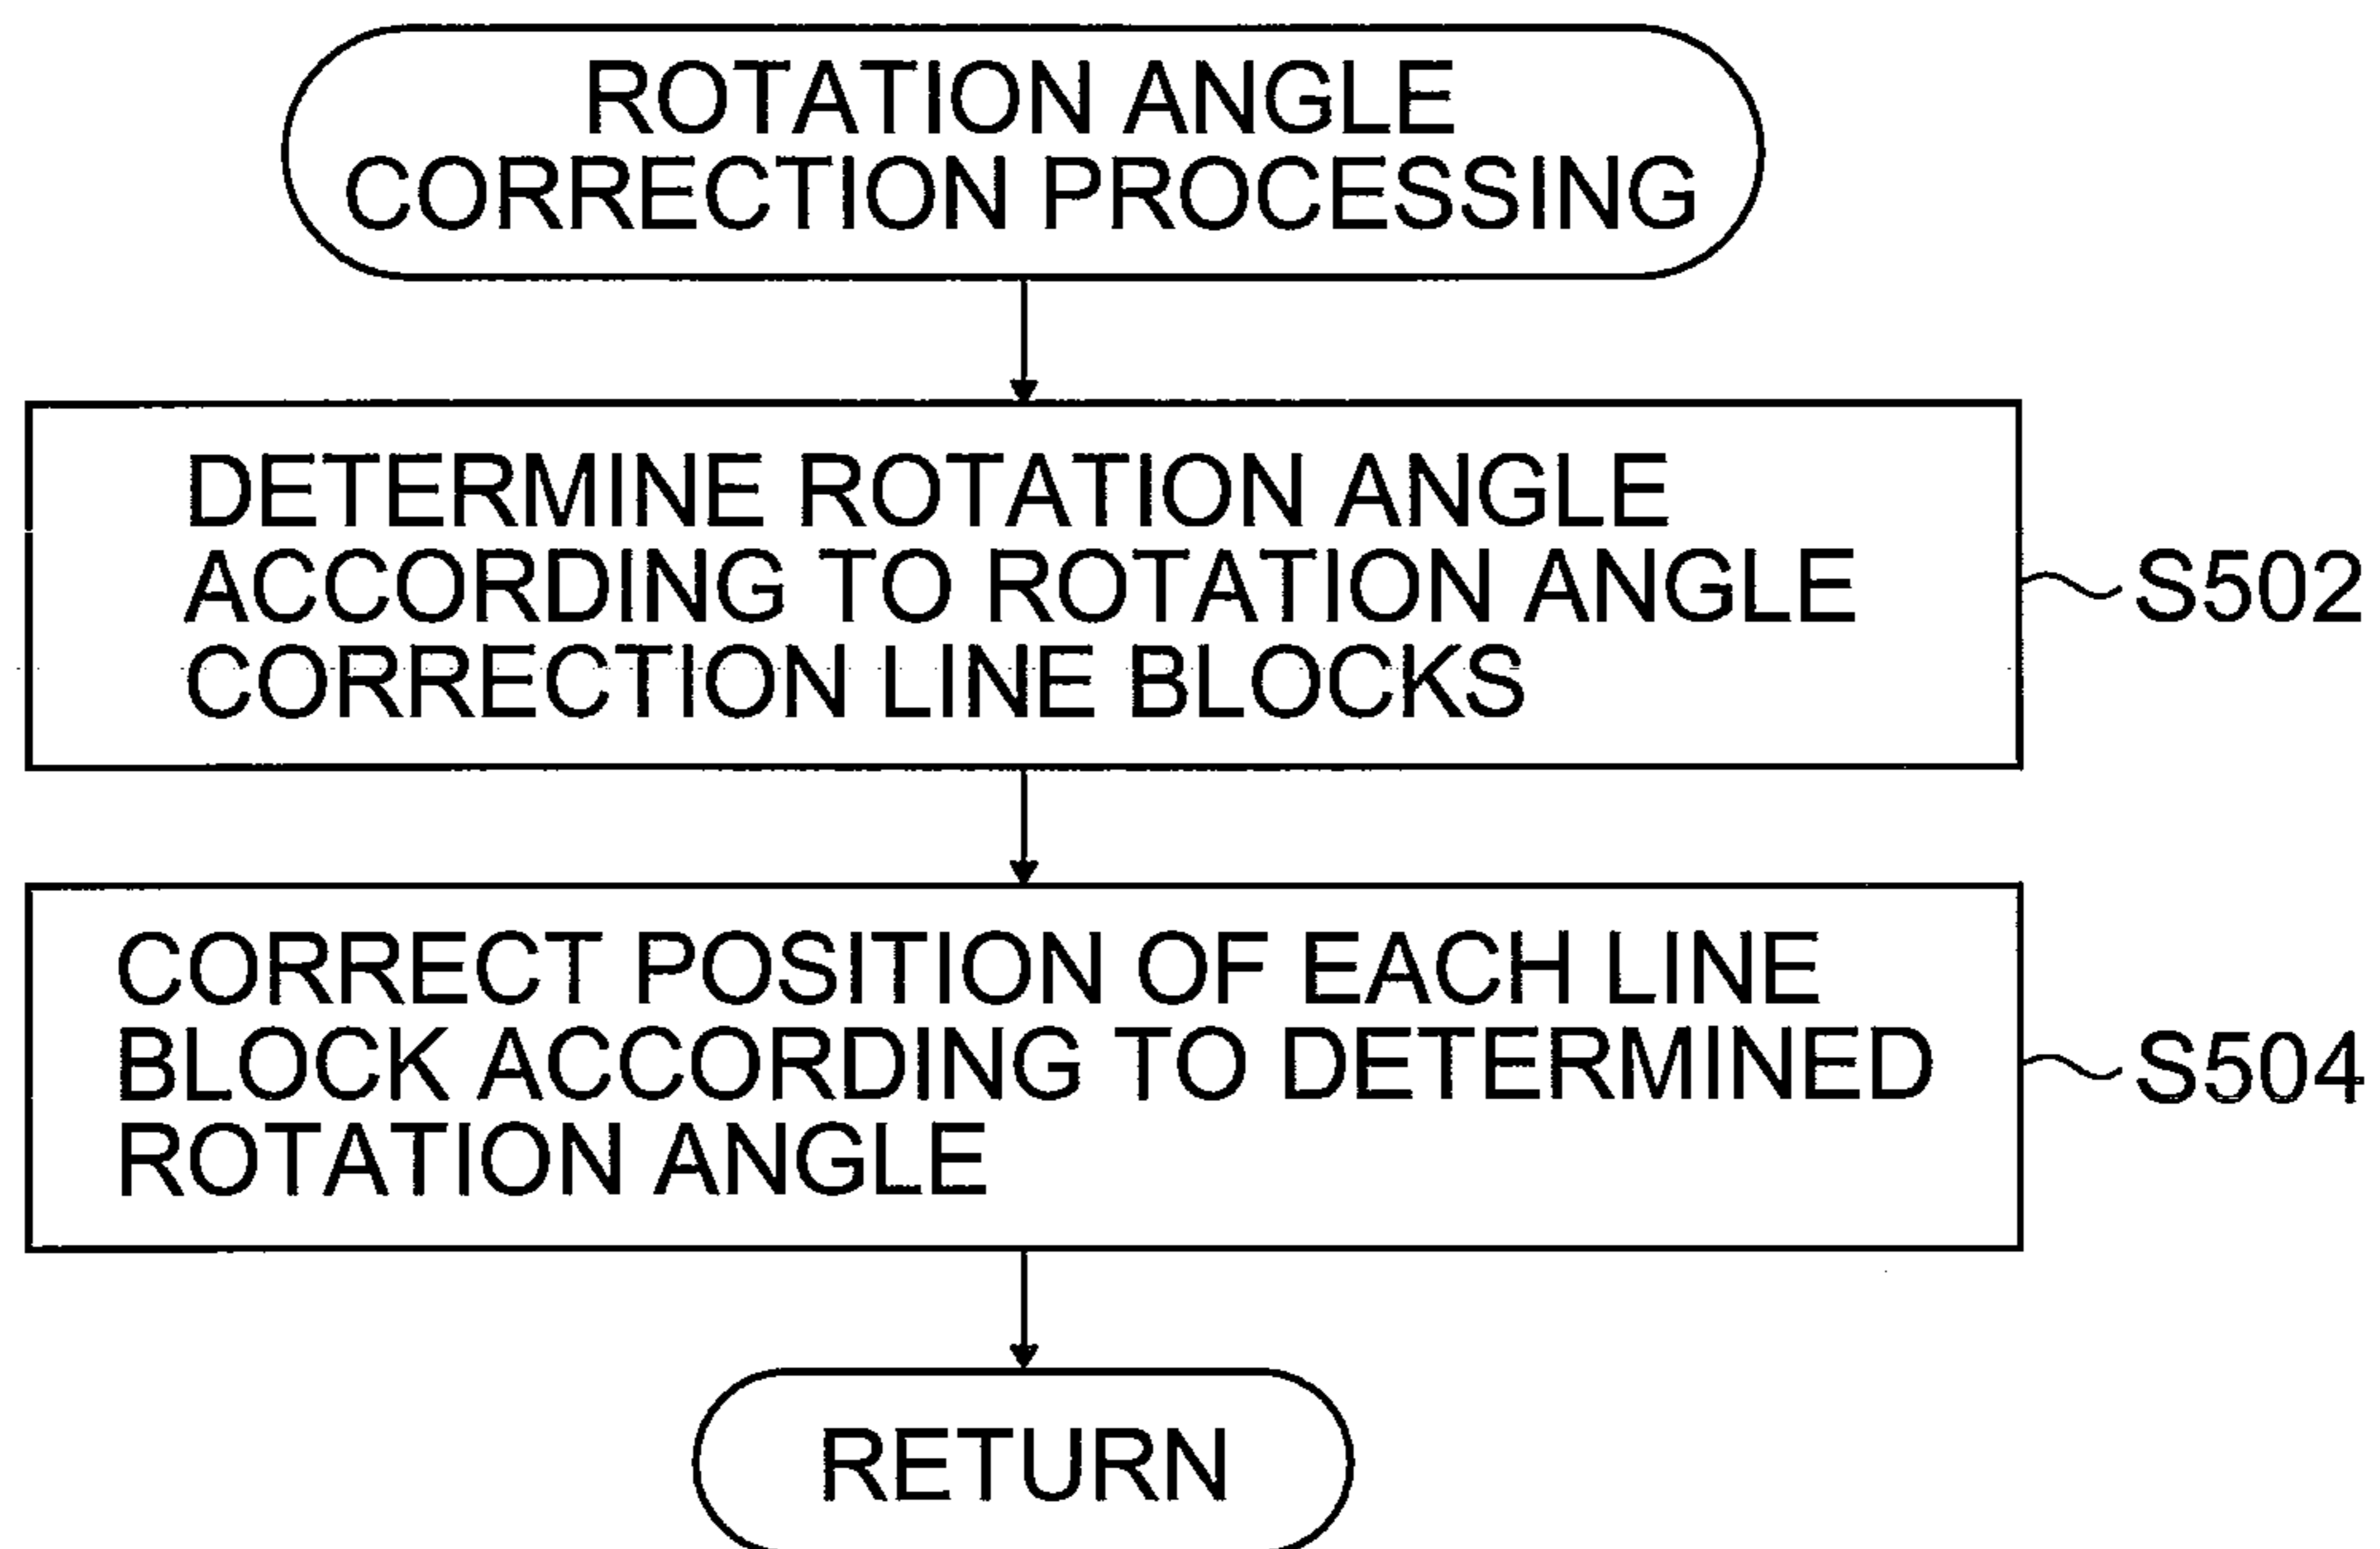 ROTATION ANGLE
CORRECTION PROCESSING
DETERMINE ROTATION ANGLE
ACCORDING TO ROTATION ANGLE
CORRECTION LINE BLOCKS
S502
CORRECT POSITION OF EACH LINE
BLOCK ACCORDING TO DETERMINED
ROTATION ANGLE
S504
RETURN